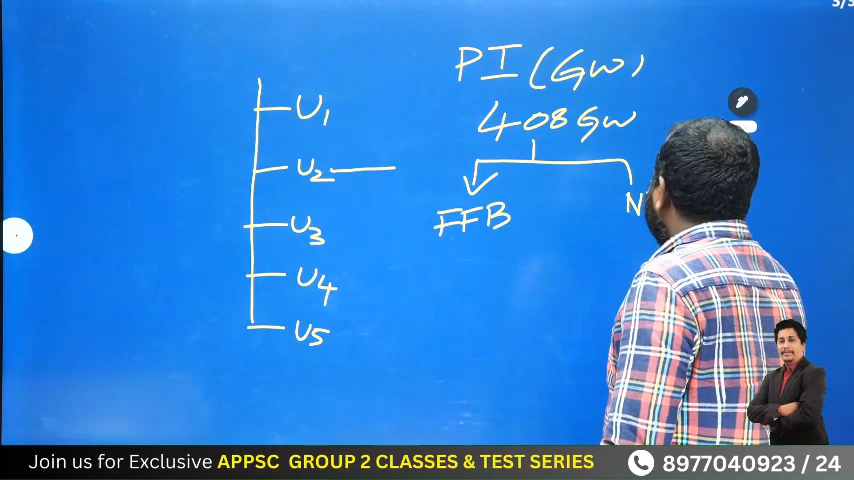 PI (GW)
408 GW
FFB
N
U1
U2
U3
U4
U5
Join us for Exclusive APPSC GROUP 2 CLASSES & TEST SERIES
8977040923 / 24